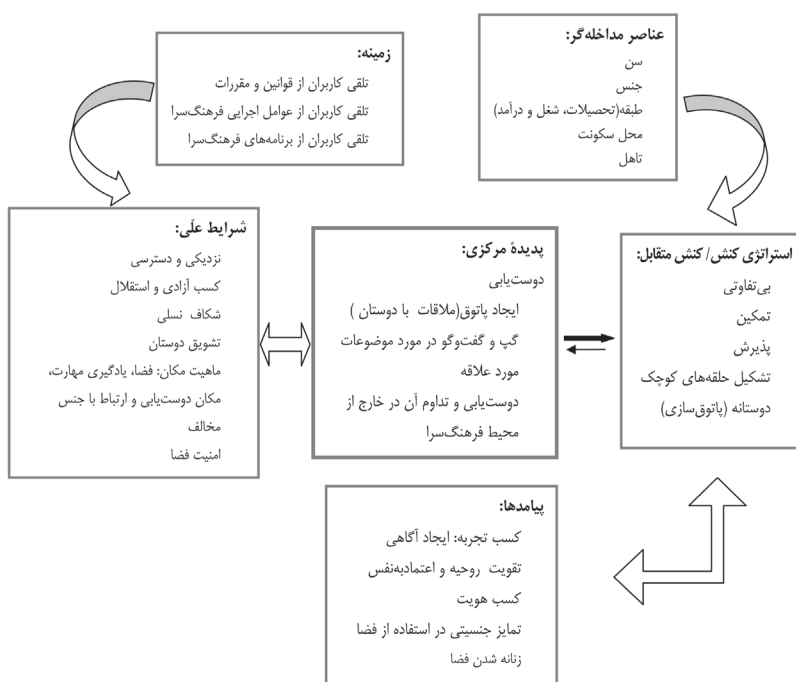 عناصر مداخله‌گر:
سن
جنس
طبقه(تحصیلات، شغل و درآمد)
محل سکونت
تاهل
زمینه:
تلقی کاربران از قوانین و مقررات
تلقی کاربران از عوامل اجرایی فرهنگ‌سرا
تلقی کاربران از برنامه‌های فرهنگ‌سرا
استراتژی کنش/ کنش متقابل:
بی‌تفاوتی
تمکین
پذیرش
تشکیل حلقه‌های کوچک
دوستانه (پاتوق‌سازی)
پدیدهٔ مرکزی:
دوست‌یابی
ایجاد پاتوق(ملاقات با دوستان )
گپ و گفت‌وگو در مورد موضوعات
مورد علاقه
دوست‌یابی و تداوم آن در خارج از
محیط فرهنگ‌سرا
شرایط علّی:
نزدیکی و دسترسی
کسب آزادی و استقلال
شکاف نسلی
تشویق دوستان
ماهیت مکان: فضا، یادگیری مهارت،
مکان دوست‌یابی و ارتباط با جنس
مخالف
امنیت فضا
پیامدها:
کسب تجربه: ایجاد آگاهی
تقویت روحیه و اعتمادبه‌نفس
کسب هویت
تمایز جنسیتی در استفاده از فضا
زنانه شدن فضا